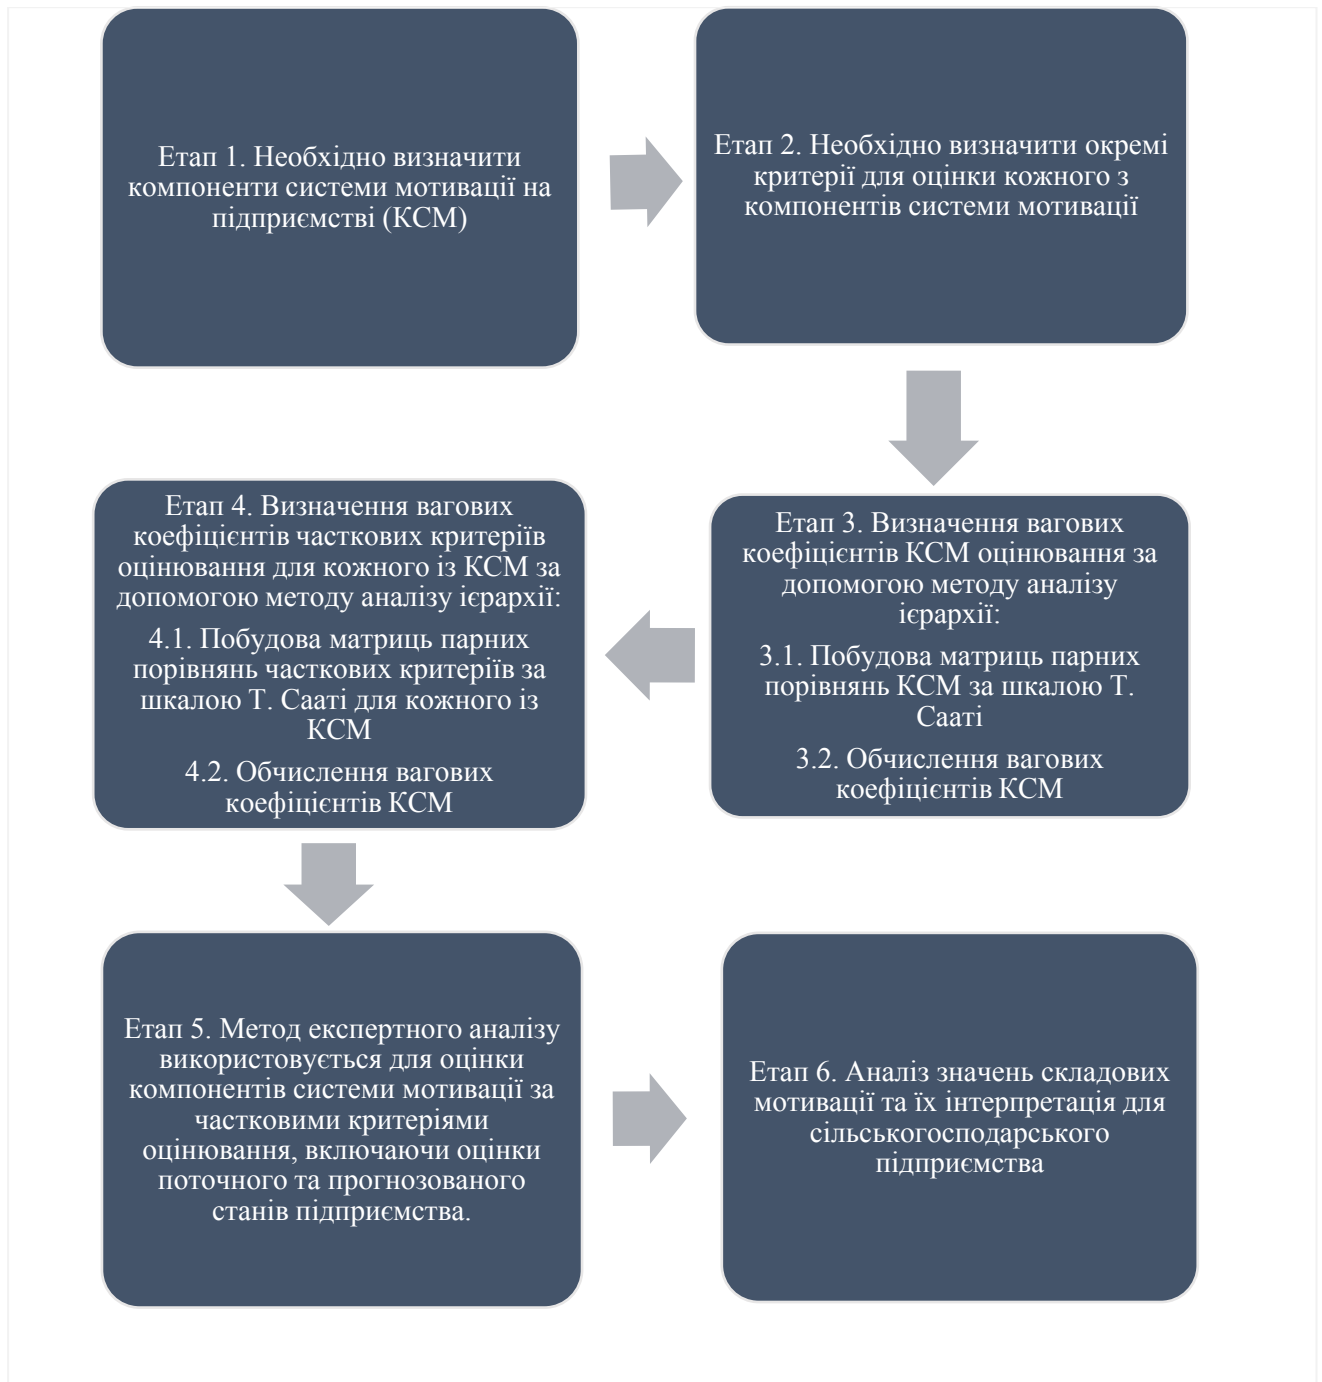 Етап 1. Необхідно визначити
компоненти системи мотивації на
підприємстві (КСМ)
Етап 2. Необхідно визначити окремі
критерії для оцінки кожного з
компонентів системи мотивації
Етап 3. Визначення вагових
коефіцієнтів КСМ оцінювання за
допомогою методу аналізу
ієрархії:
3.1. Побудова матриць парних
порівнянь КСМ за шкалою Т.
Сааті
3.2. Обчислення вагових
коефіцієнтів КСМ
Етап 4. Визначення вагових
коефіцієнтів часткових критеріїв
оцінювання для кожного із КСМ за
допомогою методу аналізу ієрархії:
4.1. Побудова матриць парних
порівнянь часткових критеріїв за
шкалою Т. Сааті для кожного із
КСМ
4.2. Обчислення вагових
коефіцієнтів КСМ
Етап 5. Метод експертного аналізу
використовується для оцінки
компонентів системи мотивації за
частковими критеріями
оцінювання, включаючи оцінки
поточного та прогнозованого
станів підприємства.
Етап 6. Аналіз значень складових
мотивації та їх інтерпретація для
сільськогосподарського
підприємства